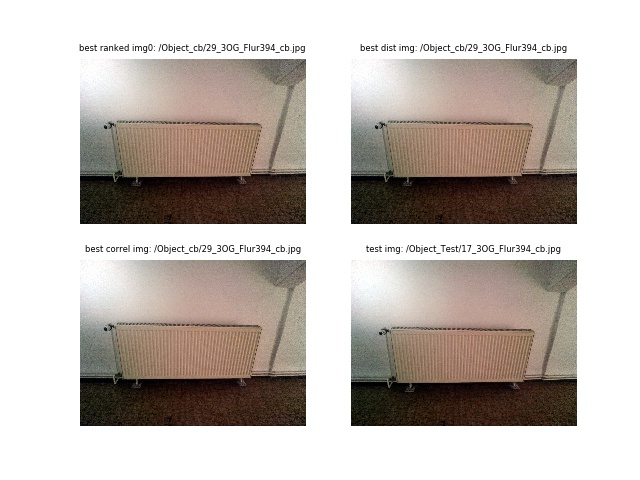 best ranked img0: /Object_cb/29_3OG_Flur394_cb.jpg
best dist img: /Object_cb/29_3OG_Flur394_cb.jpg
best correl img: /Object_cb/29_3OG_Flur394_cb.jpg
test img: /Object_Test/17_3OG_Flur394_cb.jpg